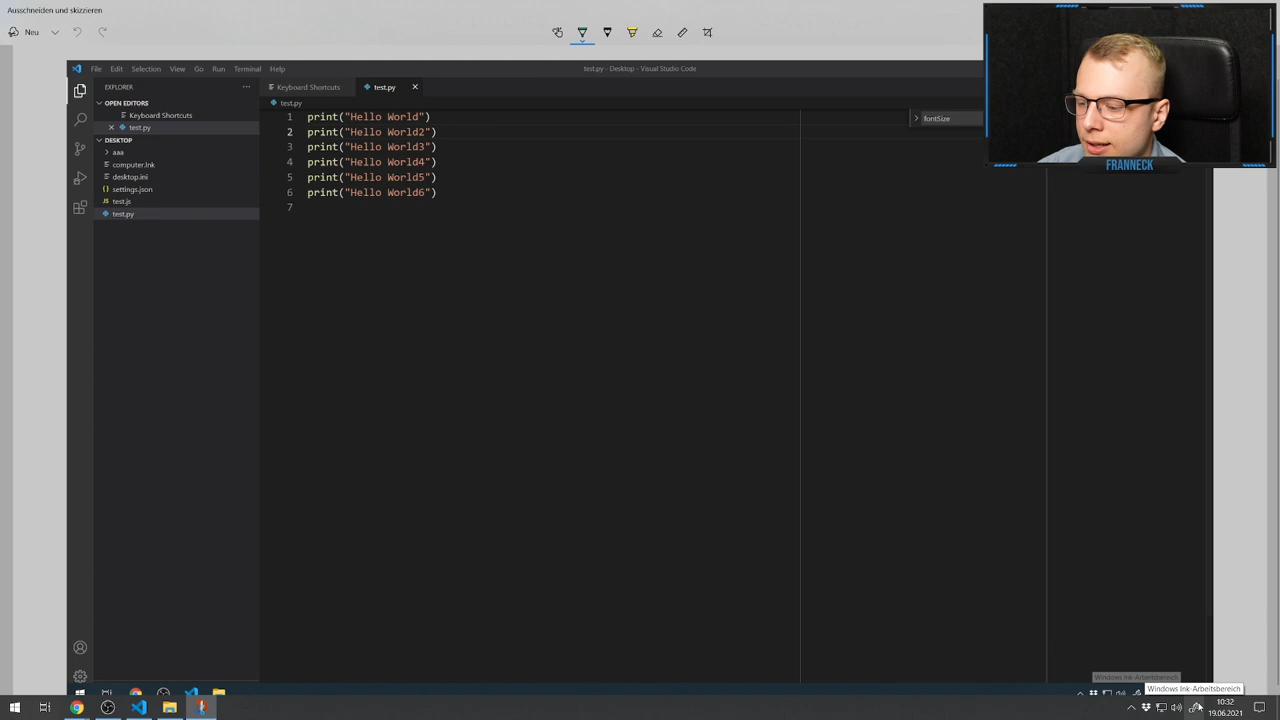 Ausschneiden und skizzieren
Neu
File Edit Selection View Go Run Terminal Help
test.py - Desktop - Visual Studio Code
EXPLORER
Keyboard Shortcuts
test.py
OPEN EDITORS
Keyboard Shortcuts
test.py
DESKTOP
aaa
computer.lnk
desktop.ini
settings.json
test.js
test.py
test.py
fontSize
1 print("Hello World")
2 print("Hello World2")
3 print("Hello World3")
4 print("Hello World4")
5 print("Hello World5")
6 print("Hello World6")
7
FRANNECK
Windows Ink-Arbeitsbereich
Windows Ink-Arbeitsbereich
10:32
19.06.2021